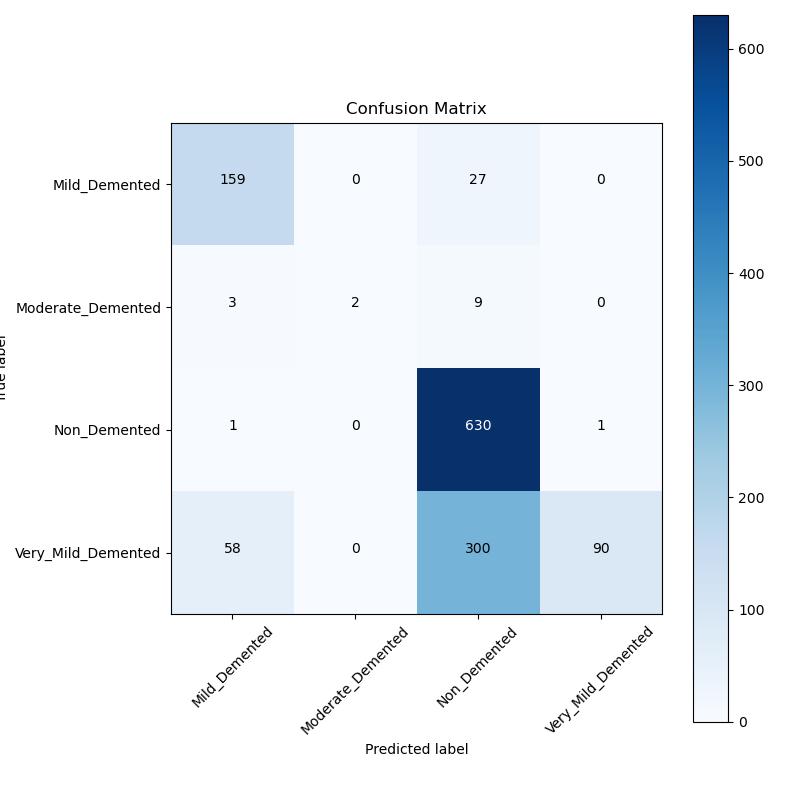 Confusion Matrix
Mild_Demented 159 0 27 0
Moderate_Demented 3 2 9 0
Non_Demented 1 0 630 1
Very_Mild_Demented 58 0 300 90
Mild_Demented Moderate_Demented Non_Demented Very_Mild_Demented
Predicted label
label
600
500
400
300
200
100
0